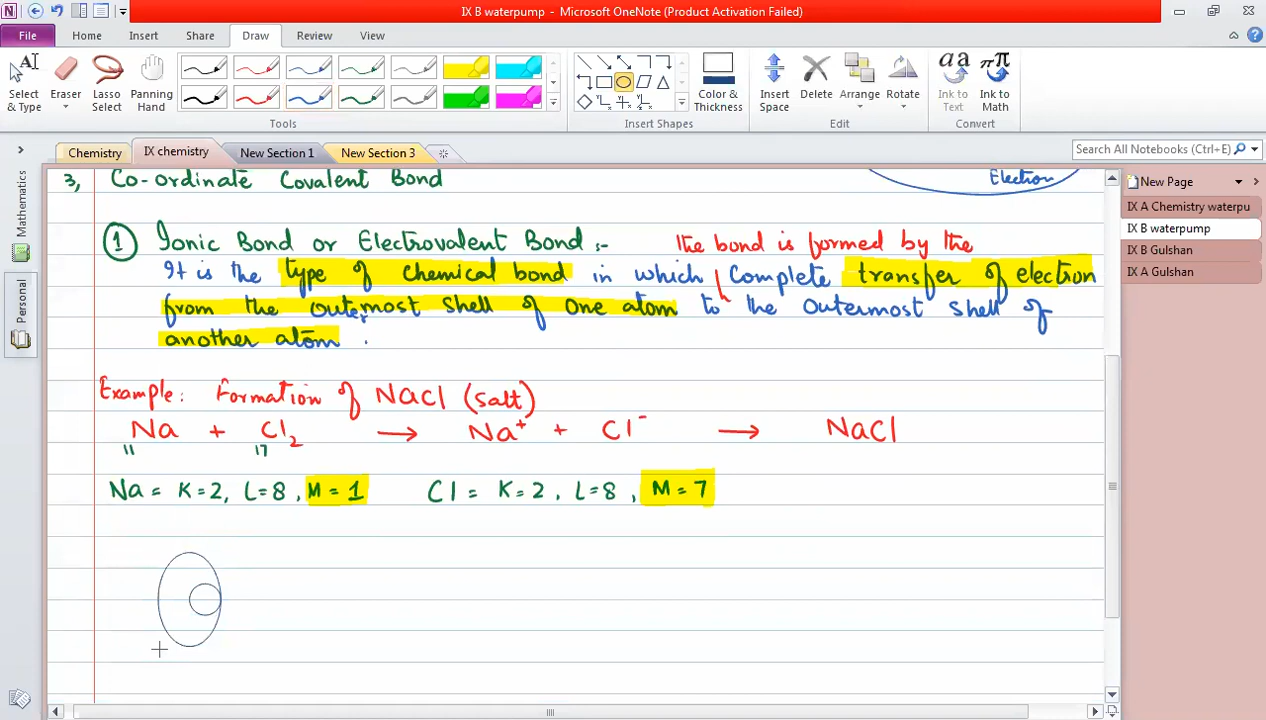 IX B waterpump - Microsoft OneNote (Product Activation Failed)
File Home Insert Share Draw Review View
Select & Type
Eraser
Lasso Select
Panning Hand
Color & Thickness
Insert Space
Delete
Arrange
Rotate
Ink to Text
Ink to Math
Tools
Insert Shapes
Edit
Convert
Chemistry
IX chemistry
New Section 1
New Section 3
Search All Notebooks (Ctrl+E)
Mathematics
Personal
New Page
IX A Chemistry waterpu
IX B waterpump
IX B Gulshan
IX A Gulshan
3, Co-ordinate Covalent Bond
Electron
1 Ionic Bond or Electrovalent Bond :- the bond is formed by the
It is the type of chemical bond in which Complete transfer of electron
from the outermost shell of one atom to the outermost shell of
another atom .
Example: Formation of NaCl (salt)
Na + Cl2 → Na+ + Cl- → NaCl
11 17
Na = K=2, L=8, M=1 Cl = K=2, L=8, M=7